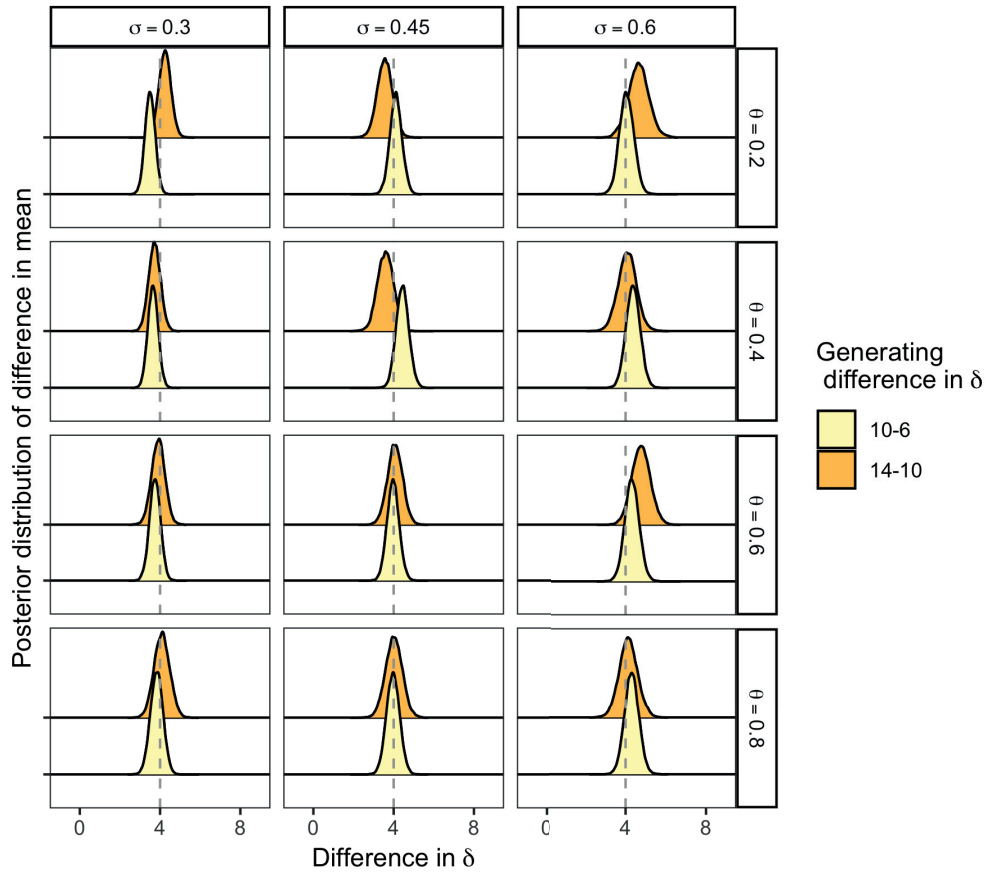 σ = 0.3
σ = 0.45
σ = 0.6
θ = 0.2
θ = 0.4
θ = 0.6
θ = 0.8
Posterior distribution of difference in mean
0 4 8
0 4 8
0 4 8
Difference in δ
Generating
difference in δ
10-6
14-10